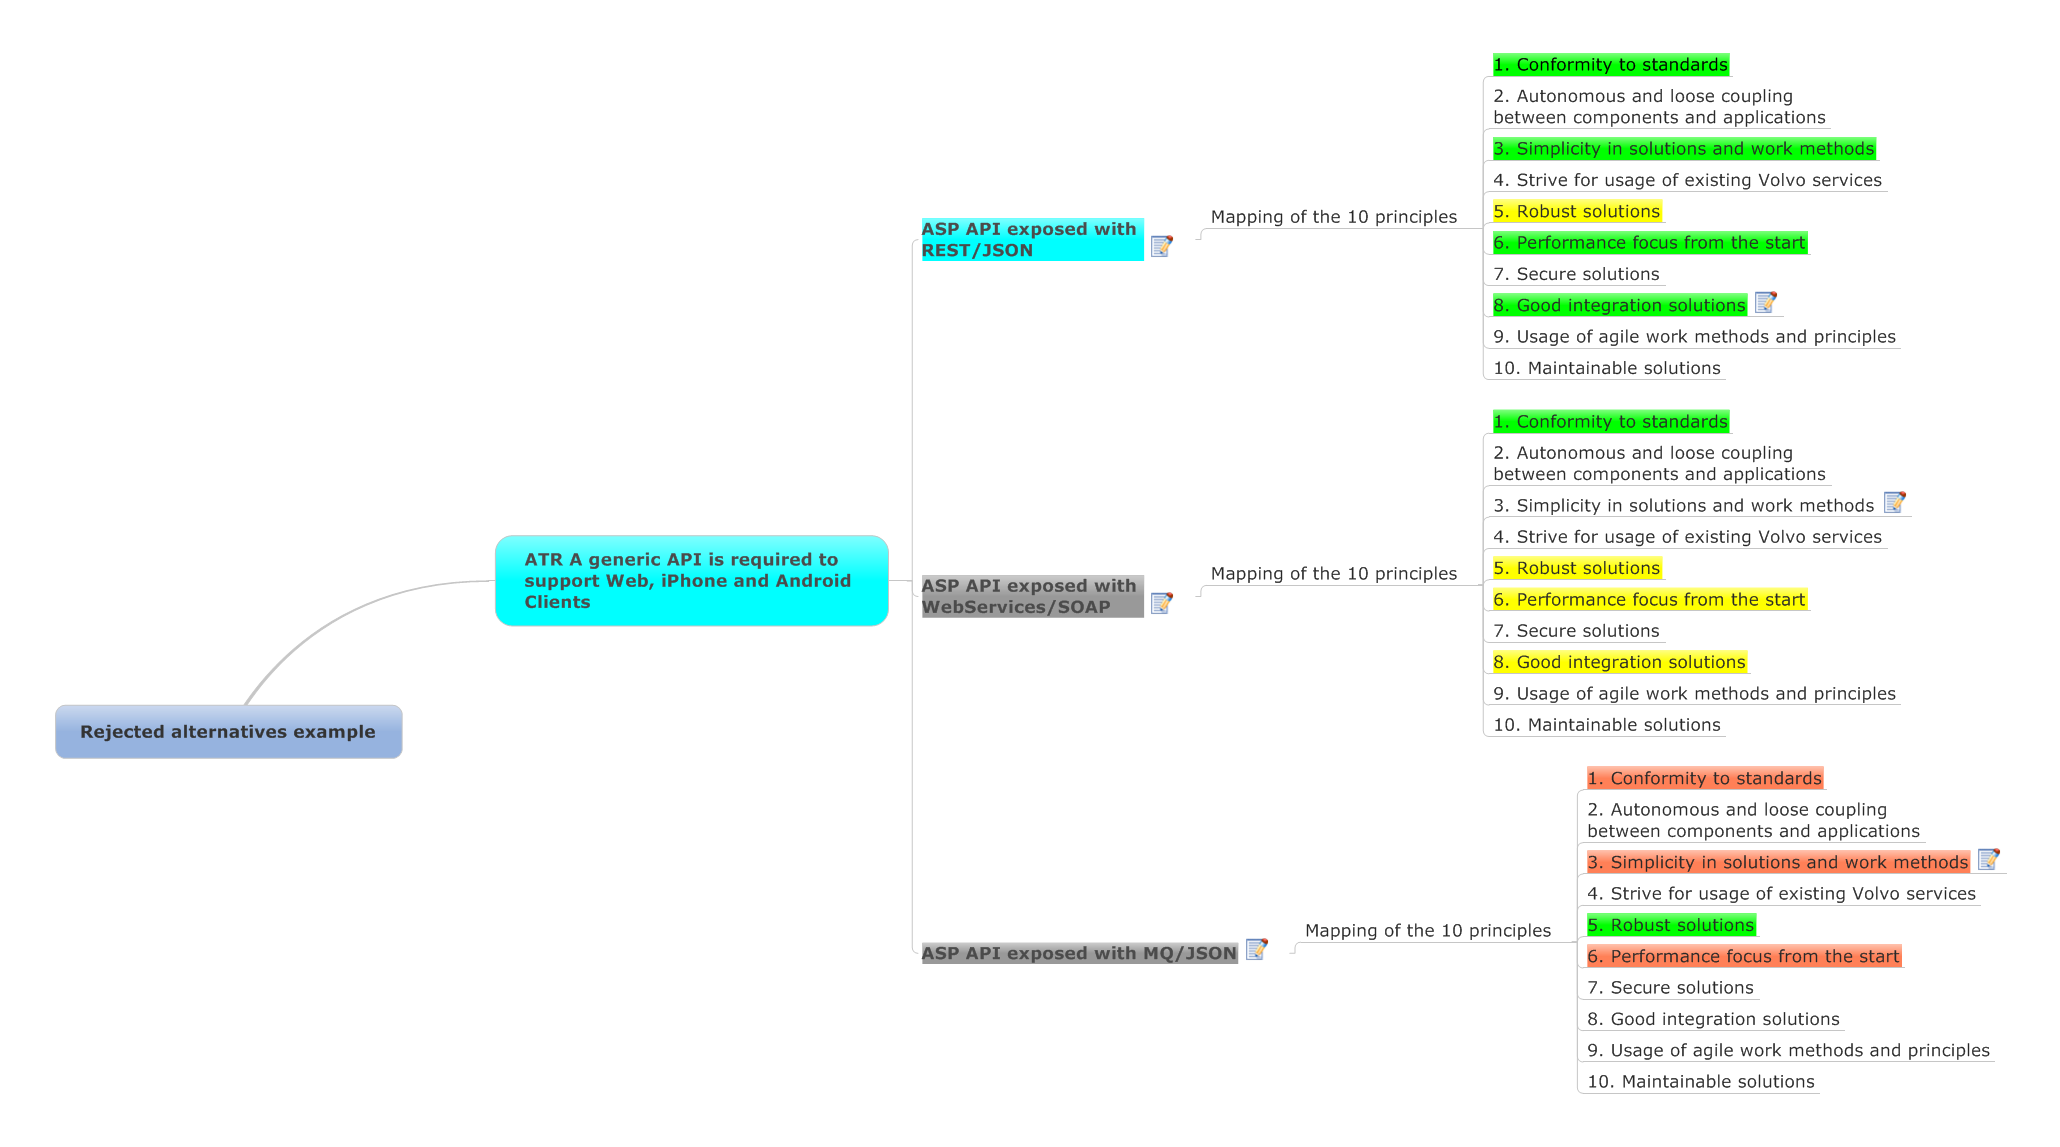 Rejected alternatives example
ATR A generic API is required to
support Web, iPhone and Android
Clients
ASP API exposed with
REST/JSON
Mapping of the 10 principles
1. Conformity to standards
2. Autonomous and loose coupling
between components and applications
3. Simplicity in solutions and work methods
4. Strive for usage of existing Volvo services
5. Robust solutions
6. Performance focus from the start
7. Secure solutions
8. Good integration solutions
9. Usage of agile work methods and principles
10. Maintainable solutions
ASP API exposed with
WebServices/SOAP
Mapping of the 10 principles
1. Conformity to standards
2. Autonomous and loose coupling
between components and applications
3. Simplicity in solutions and work methods
4. Strive for usage of existing Volvo services
5. Robust solutions
6. Performance focus from the start
7. Secure solutions
8. Good integration solutions
9. Usage of agile work methods and principles
10. Maintainable solutions
ASP API exposed with MQ/JSON
Mapping of the 10 principles
1. Conformity to standards
2. Autonomous and loose coupling
between components and applications
3. Simplicity in solutions and work methods
4. Strive for usage of existing Volvo services
5. Robust solutions
6. Performance focus from the start
7. Secure solutions
8. Good integration solutions
9. Usage of agile work methods and principles
10. Maintainable solutions